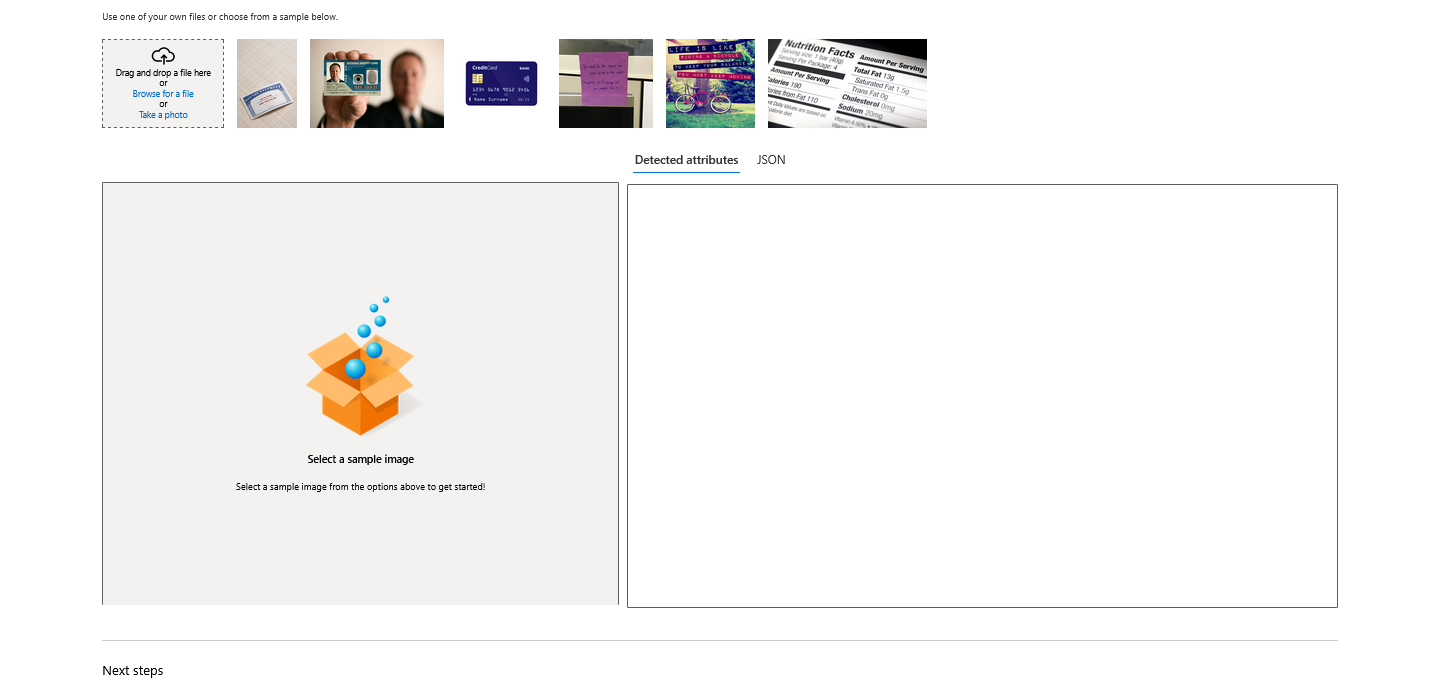 Use one of your own files or choose from a sample below.
Drag and drop a file here
or
Browse for a file
or
Take a photo
CreditCard
BANK
1234 5678 9012 3456
Name Surname
LIFE IS LIKE
RIDING A BICYCLE
TO KEEP YOUR BALANCE
YOU MUST KEEP MOVING
Nutrition Facts
Serving size: 1 bar (40g)
Serving Per Package: 4
Amount Per Serving
Calories 190
Calories from Fat 110
Amount Per Serving
Total Fat 13g
Saturated Fat 1.5g
Trans Fat 0g
Cholesterol 0mg
Sodium 20mg
Vitamin A 50%
Detected attributes
JSON
Select a sample image
Select a sample image from the options above to get started!
Next steps